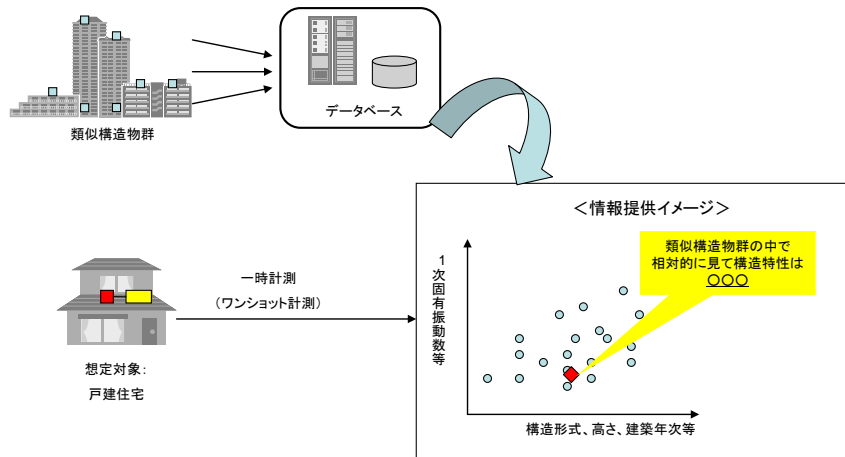 類似構造物群
データベース
一時計測
（ワンショット計測）
想定対象：
戸建住宅
＜情報提供イメージ＞
類似構造物群の中で
相対的に見て構造特性は
〇〇〇
1次固有振動数等
構造形式、高さ、建築年次等